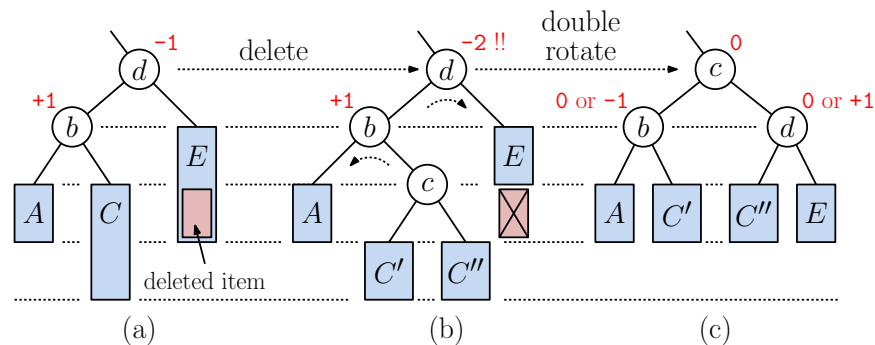 -1 delete -2 !! double rotate 0
d d c
+1 +1 0 or -1 0 or +1
b b b d
E E
c
A C A A C′ C″ E
C′ C″
deleted item
(a) (b) (c)